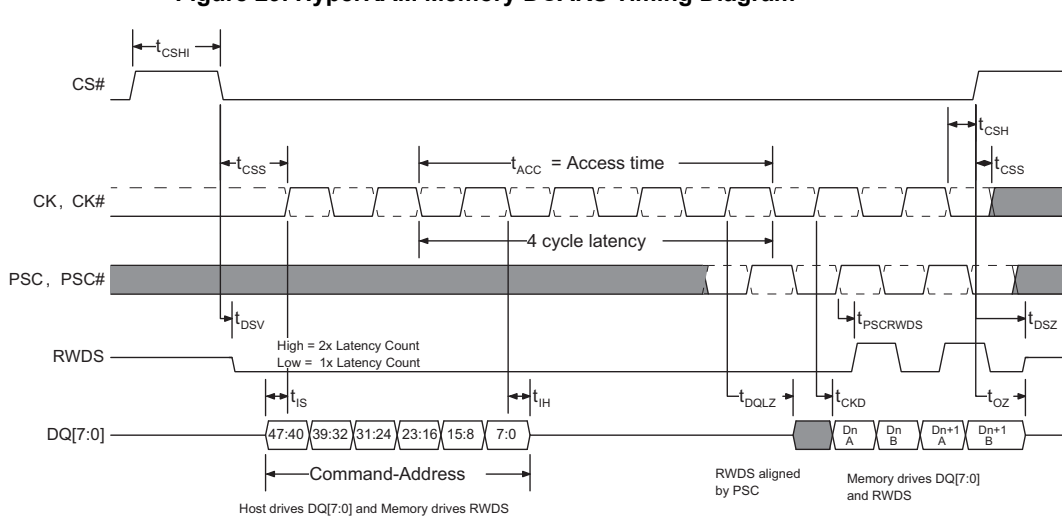 Figure HyperRAM Memory DCARS Timing Diagram
tCSHI
CS#
tCSH
tCSS
tACC = Access time
tCSS
CK, CK#
4 cycle latency
PSC, PSC#
tDSV
tPSCRWDS
tDSZ
High = 2x Latency Count
Low = 1x Latency Count
RWDS
tIS
tIH
tDQLZ
tCKD
tOZ
DQ[7:0]
47:40 39:32 31:24 23:16 15:8 7:0
Dn A
Dn B
Dn+1 A
Dn+1 B
Command-Address
RWDS aligned
by PSC
Memory drives DQ[7:0]
and RWDS
Host drives DQ[7:0] and Memory drives RWDS